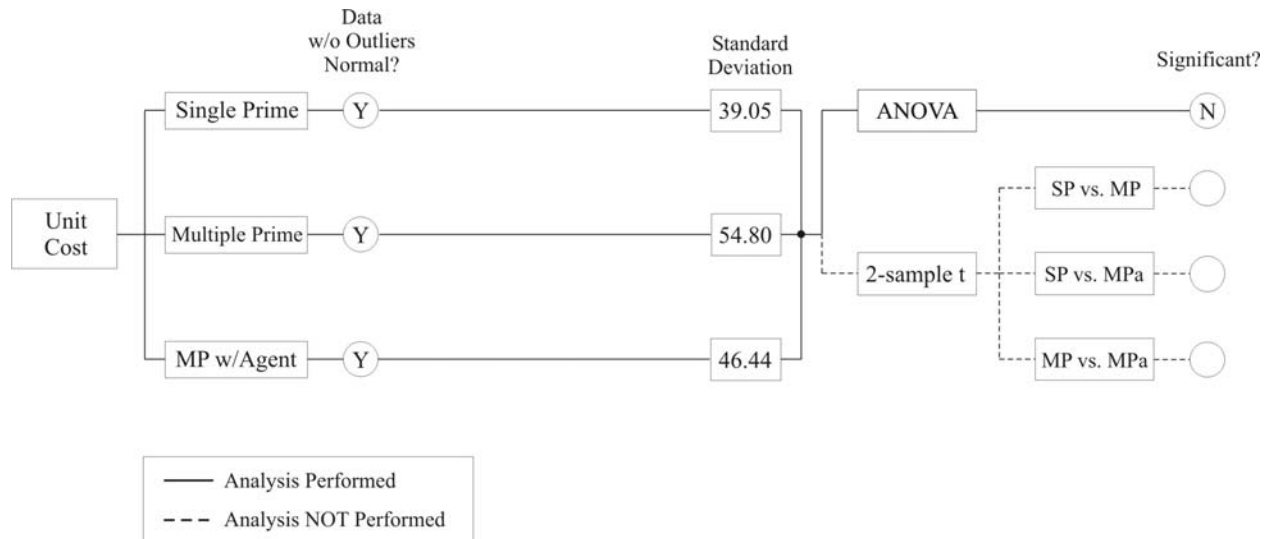 Data
w/o Outliers
Normal?
Standard
Deviation
Significant?
Single Prime
Y
39.05
ANOVA
N
SP vs. MP
Unit
Cost
Multiple Prime
Y
54.80
2-sample t
SP vs. MPa
MP w/Agent
Y
46.44
MP vs. MPa
Analysis Performed
Analysis NOT Performed